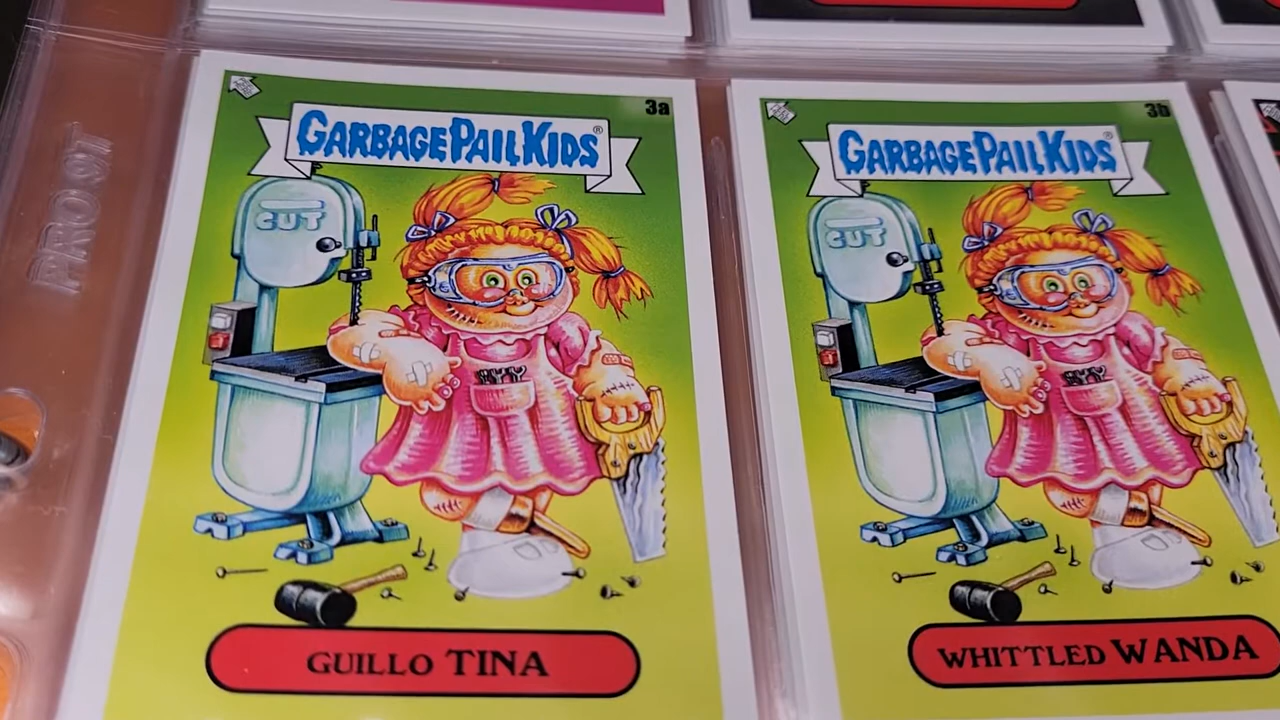 PRO 9T
3a
GARBAGE PAIL KIDS®
CUT
GUILLO TINA
3b
GARBAGE PAIL KIDS®
CUT
WHITTLED WANDA